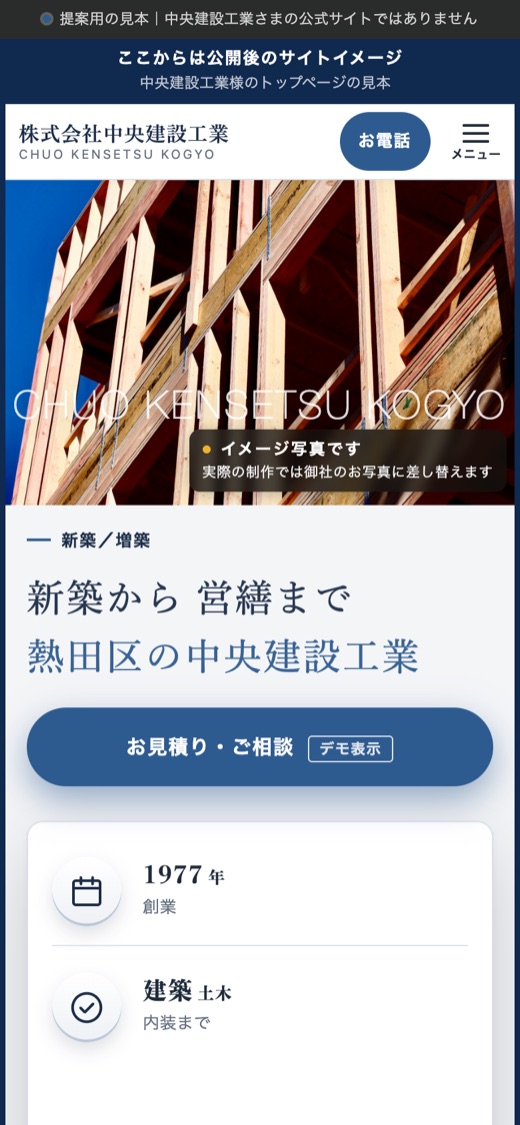 提案用の見本｜中央建設工業さまの公式サイトではありません
ここからは公開後のサイトイメージ
中央建設工業様のトップページの見本
株式会社中央建設工業
CHUO KENSETSU KOGYO
お電話
メニュー
CHUO KENSETSU KOGYO
イメージ写真です
実際の制作では御社のお写真に差し替えます
新築／増築
新築から 営繕まで
熱田区の中央建設工業
お見積り・ご相談 デモ表示
1977 年
創業
建築 土木
内装まで